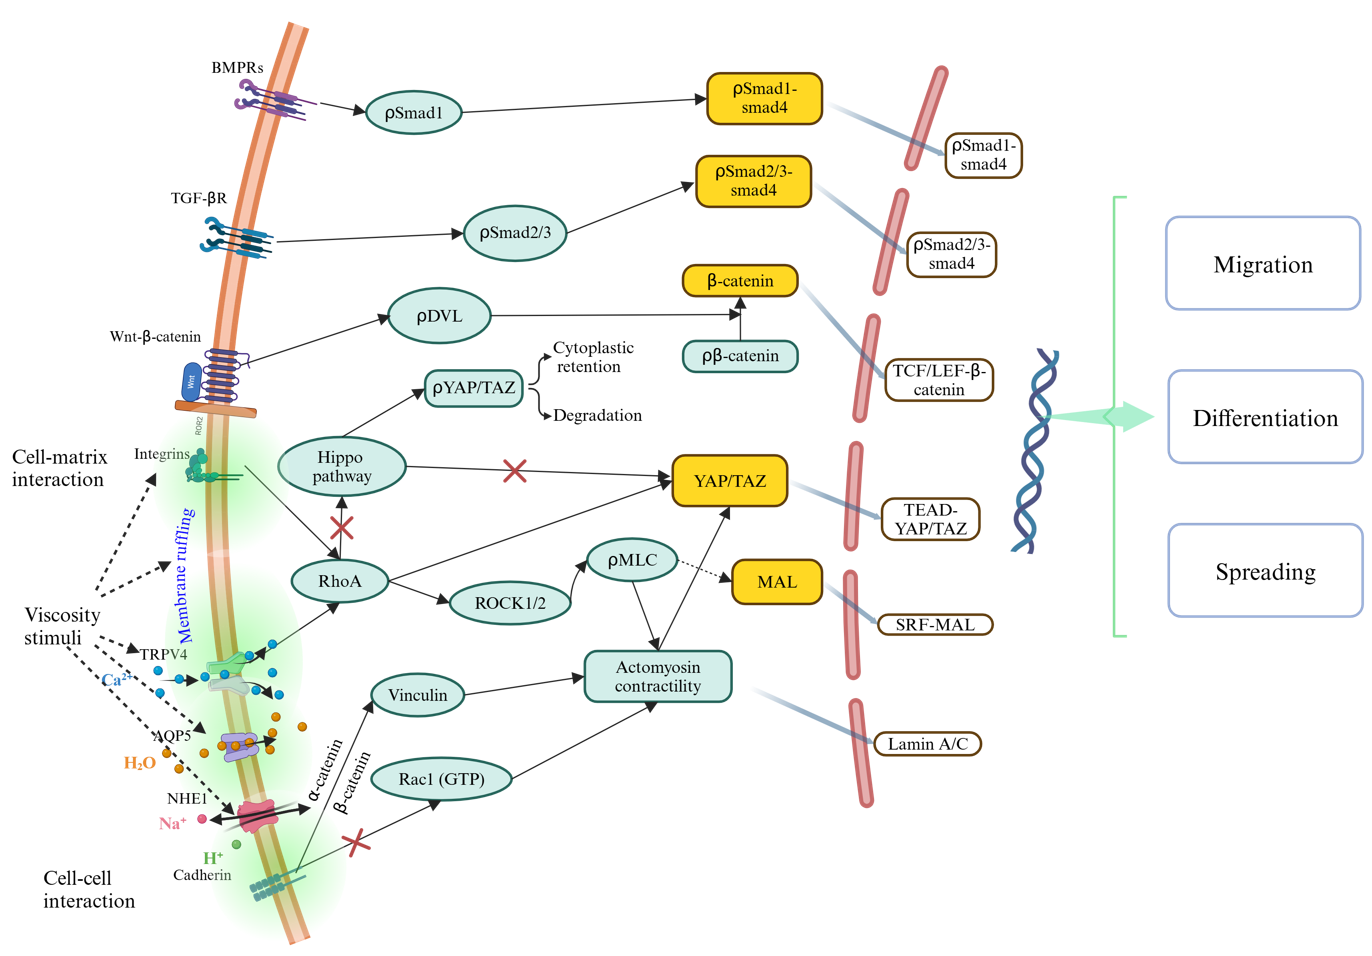 BMPRs
ρSmad1
ρSmad1-
smad4
ρSmad1-
smad4
TGF-βR
ρSmad2/3
ρSmad2/3-
smad4
ρSmad2/3-
smad4
Wnt-β-catenin
Wnt
ROR2
ρDVL
β-catenin
ρβ-catenin
TCF/LEF-β-
catenin
ρYAP/TAZ
Cytoplastic
retention
Degradation
Cell-matrix
interaction
Integrins
Hippo
pathway
YAP/TAZ
TEAD-
YAP/TAZ
Membrane ruffling
RhoA
ROCK1/2
ρMLC
MAL
SRF-MAL
Viscosity
stimuli
TRPV4
Ca²⁺
AQP5
H₂O
NHE1
Na⁺
H⁺
Cadherin
Cell-cell
interaction
α-catenin
β-catenin
Vinculin
Rac1 (GTP)
Actomyosin
contractility
Lamin A/C
Migration
Differentiation
Spreading